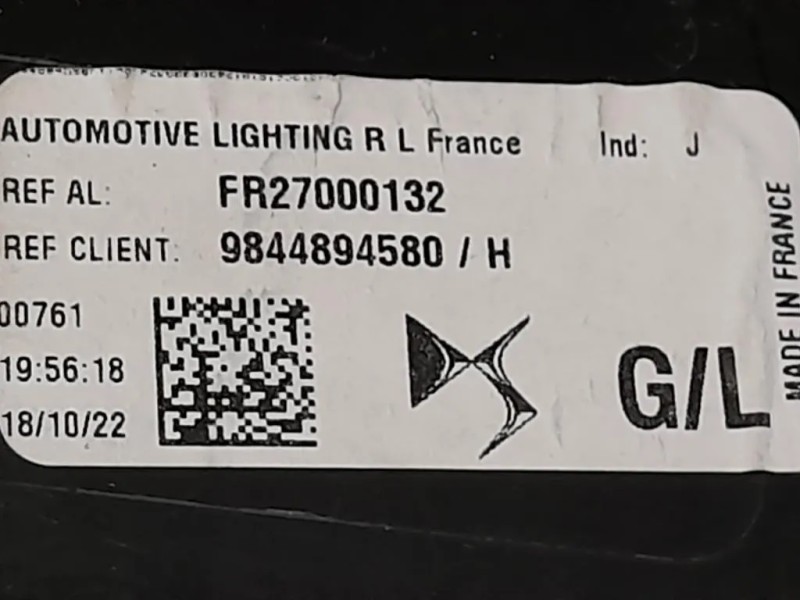 AUTOMOTIVE LIGHTING R L France Ind: J
REF AL: FR27000132
REF CLIENT: 9844894580 / H
00761
19:56:18
18/10/22
G/L
MADE IN FRANCE